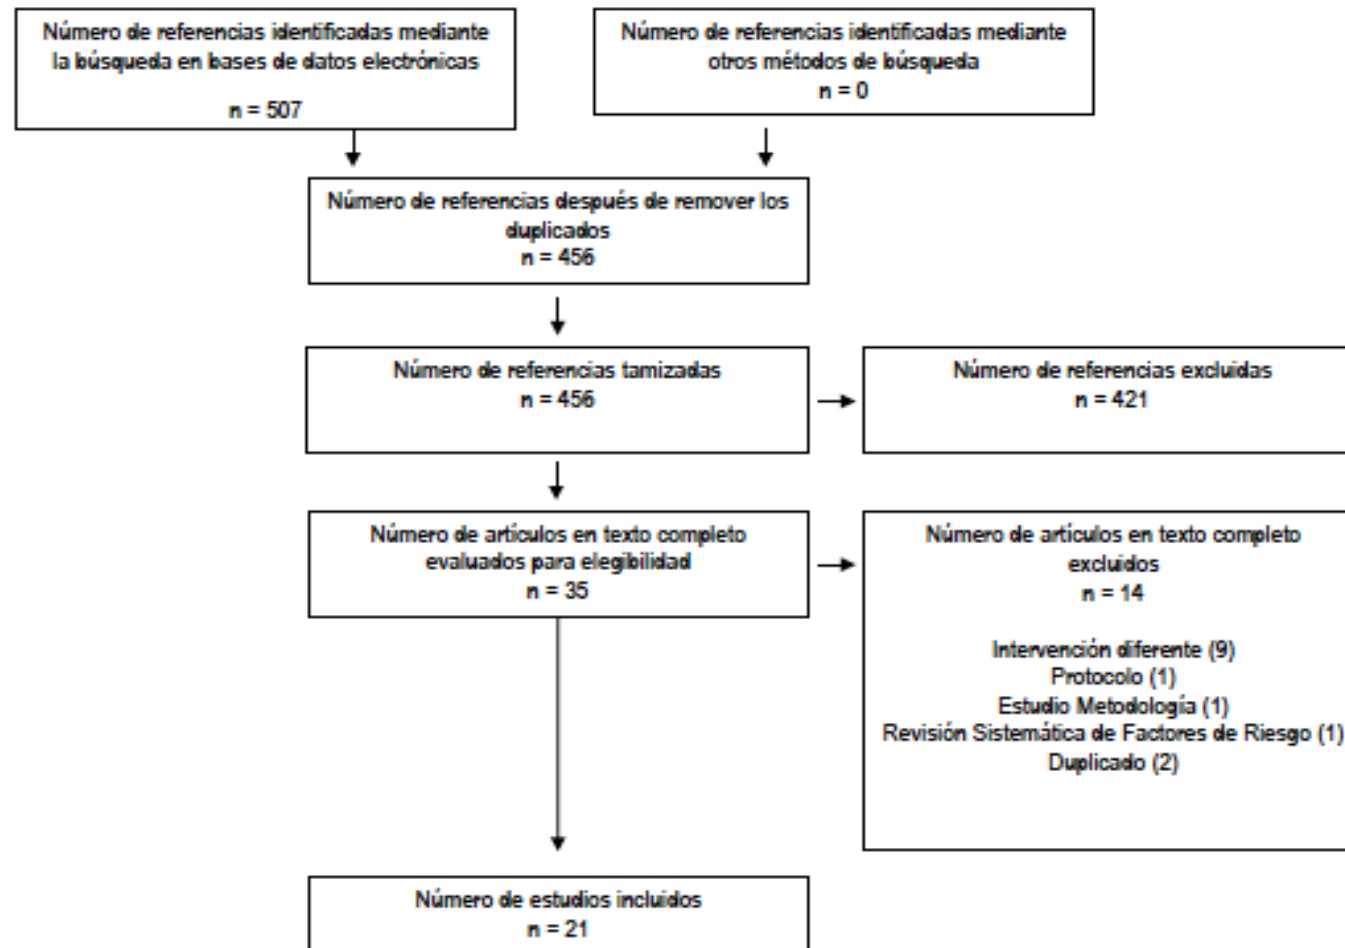 Número de referencias identificadas mediante
la búsqueda en bases de datos electrónicas
n = 507
Número de referencias identificadas mediante
otros métodos de búsqueda
n = 0
Número de referencias después de remover los
duplicados
n = 456
Número de referencias tamizadas
n = 456
Número de referencias excluidas
n = 421
Número de artículos en texto completo
evaluados para elegibilidad
n = 35
Número de artículos en texto completo
excluidos
n = 14
Intervención diferente (9)
Protocolo (1)
Estudio Metodología (1)
Revisión Sistemática de Factores de Riesgo (1)
Duplicado (2)
Número de estudios incluidos
n = 21